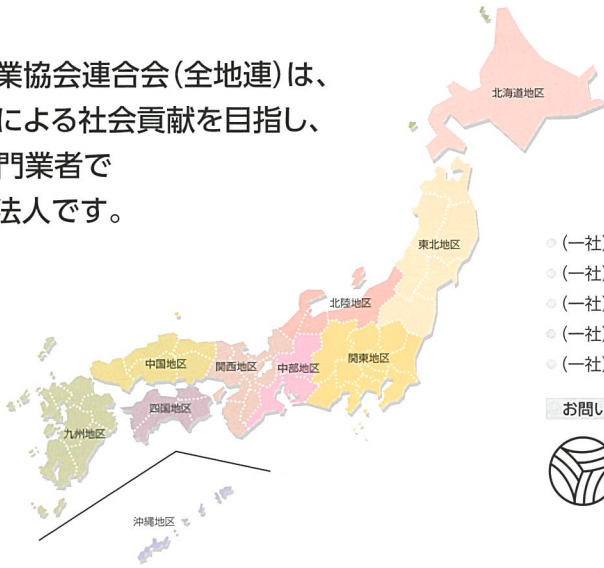 業協会連合会(全地連)は、
による社会貢献を目指し、
門業者で
法人です。
北海道地区
東北地区
北陸地区
中国地区
関西地区
中部地区
関東地区
四国地区
九州地区
沖縄地区
(一社)
(一社)
(一社)
(一社)
(一社)
お問い